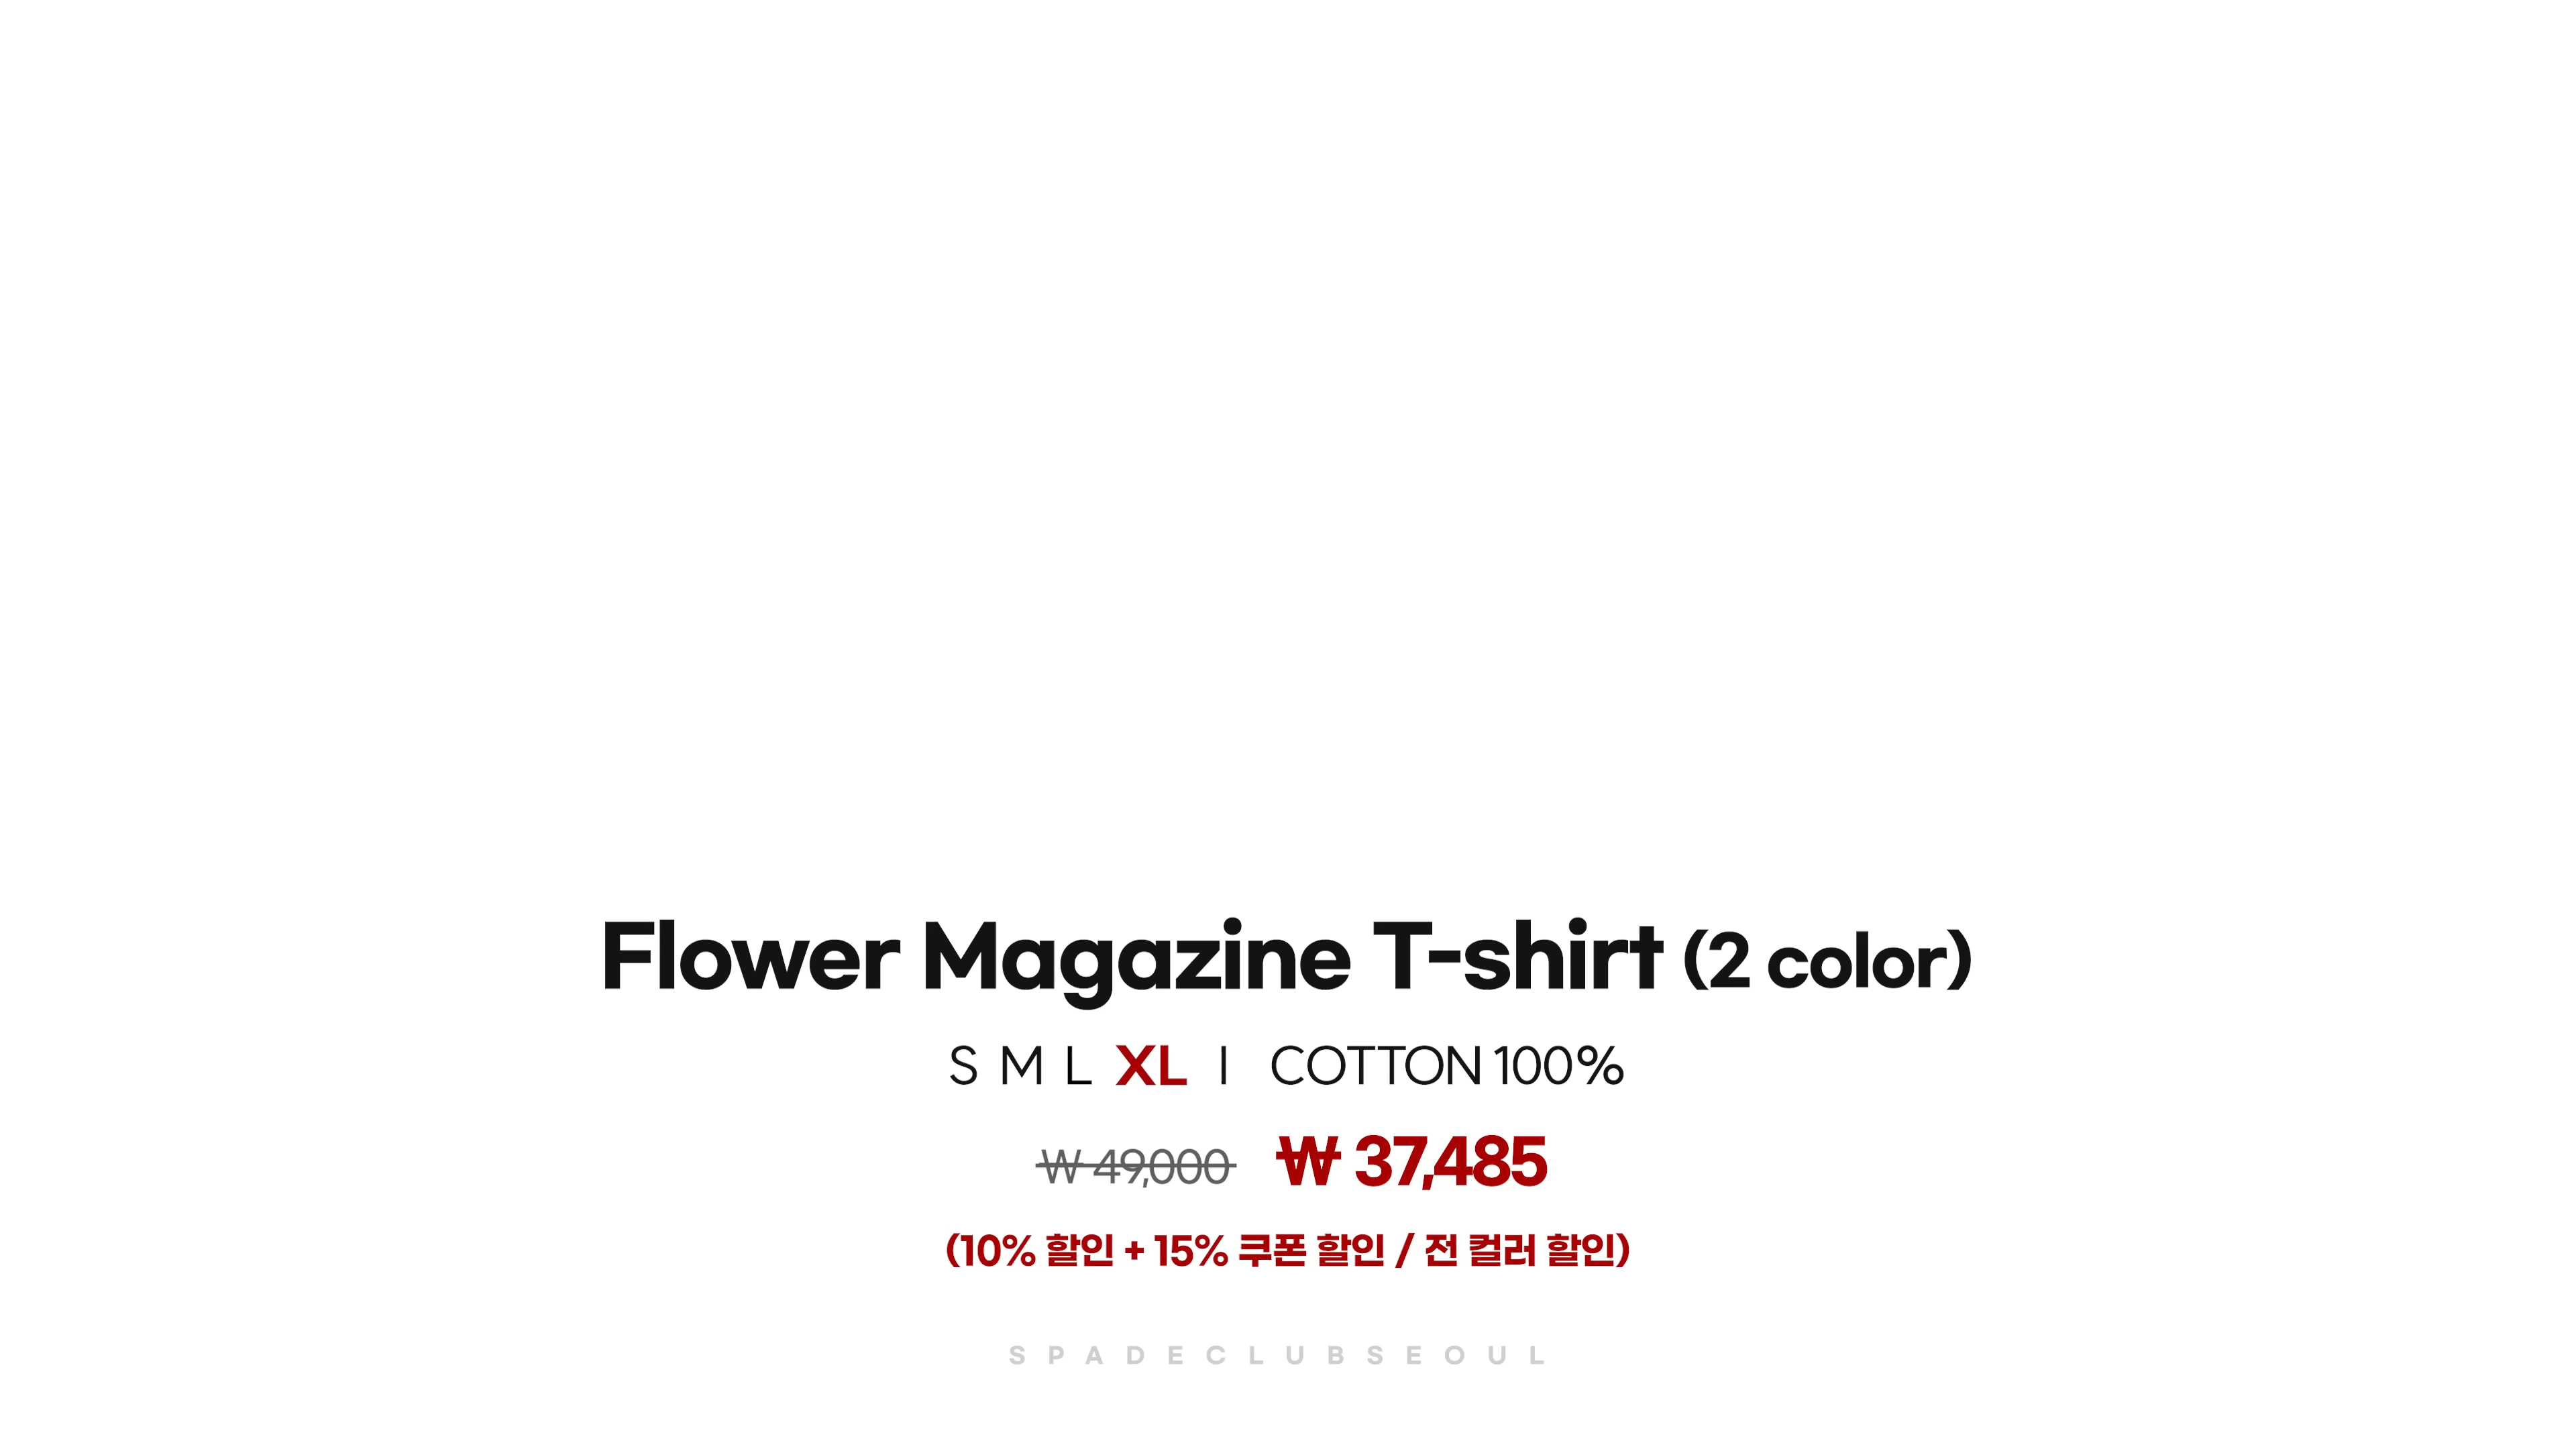 Flower Magazine T-shirt (2 color)
S M L XL | COTTON 100%
₩ 49,000 ₩ 37,485
(10% 할인 + 15% 쿠폰 할인 / 전 컬러 할인)
SPADECLUBSEOUL